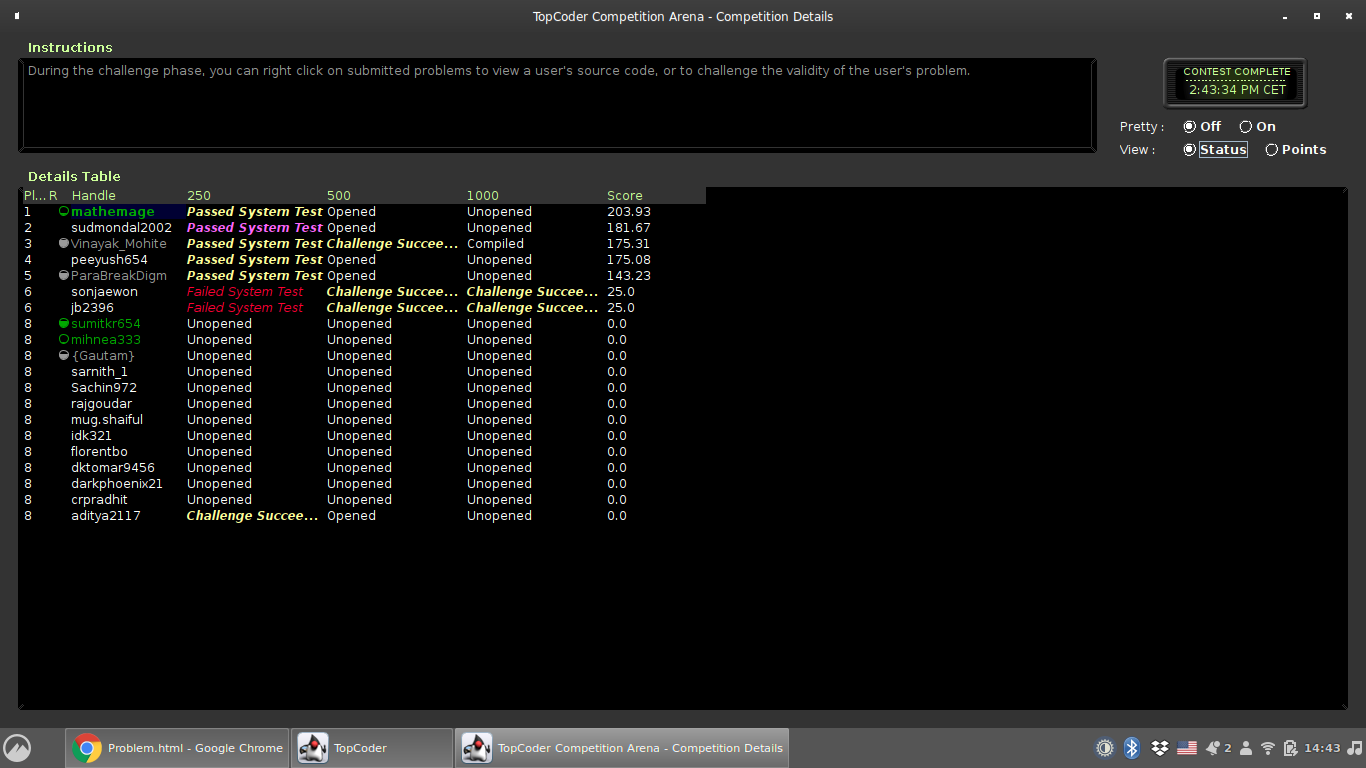 TopCoder Competition Arena - Competition Details
Instructions
During the challenge phase, you can right click on submitted problems to view a user's source code, or to challenge the validity of the user's problem.
CONTEST COMPLETE
2:43:34 PM CET
Pretty : Off On
View : Status Points
Details Table
Pl... R Handle 250 500 1000 Score
1 mathemage Passed System Test Opened Unopened 203.93
2 sudmondal2002 Passed System Test Opened Unopened 181.67
3 Vinayak_Mohite Passed System Test Challenge Succee... Compiled 175.31
4 peeyush654 Passed System Test Opened Unopened 175.08
5 ParaBreakDigm Passed System Test Opened Unopened 143.23
6 sonjaewon Failed System Test Challenge Succee... Challenge Succee... 25.0
6 jb2396 Failed System Test Challenge Succee... Challenge Succee... 25.0
8 sumitkr654 Unopened Unopened Unopened 0.0
8 mihnea333 Unopened Unopened Unopened 0.0
8 {Gautam} Unopened Unopened Unopened 0.0
8 sarnith_1 Unopened Unopened Unopened 0.0
8 Sachin972 Unopened Unopened Unopened 0.0
8 rajgoudar Unopened Unopened Unopened 0.0
8 mug.shaiful Unopened Unopened Unopened 0.0
8 idk321 Unopened Unopened Unopened 0.0
8 florentbo Unopened Unopened Unopened 0.0
8 dktomar9456 Unopened Unopened Unopened 0.0
8 darkphoenix21 Unopened Unopened Unopened 0.0
8 crpradhit Unopened Unopened Unopened 0.0
8 aditya2117 Challenge Succee... Opened Unopened 0.0
Problem.html - Google Chrome TopCoder TopCoder Competition Arena - Competition Details 2 14:43